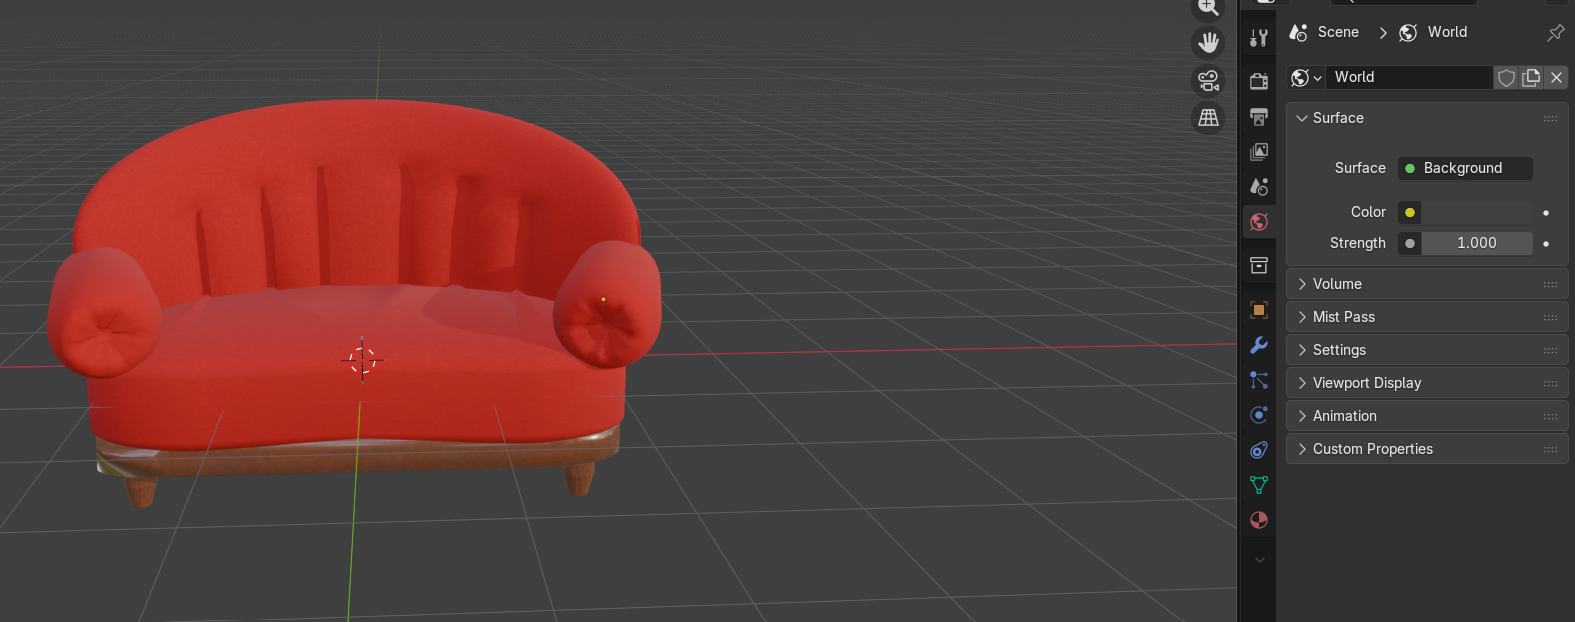 Scene World
World
Surface
Surface Background
Color
Strength 1.000
Volume
Mist Pass
Settings
Viewport Display
Animation
Custom Properties